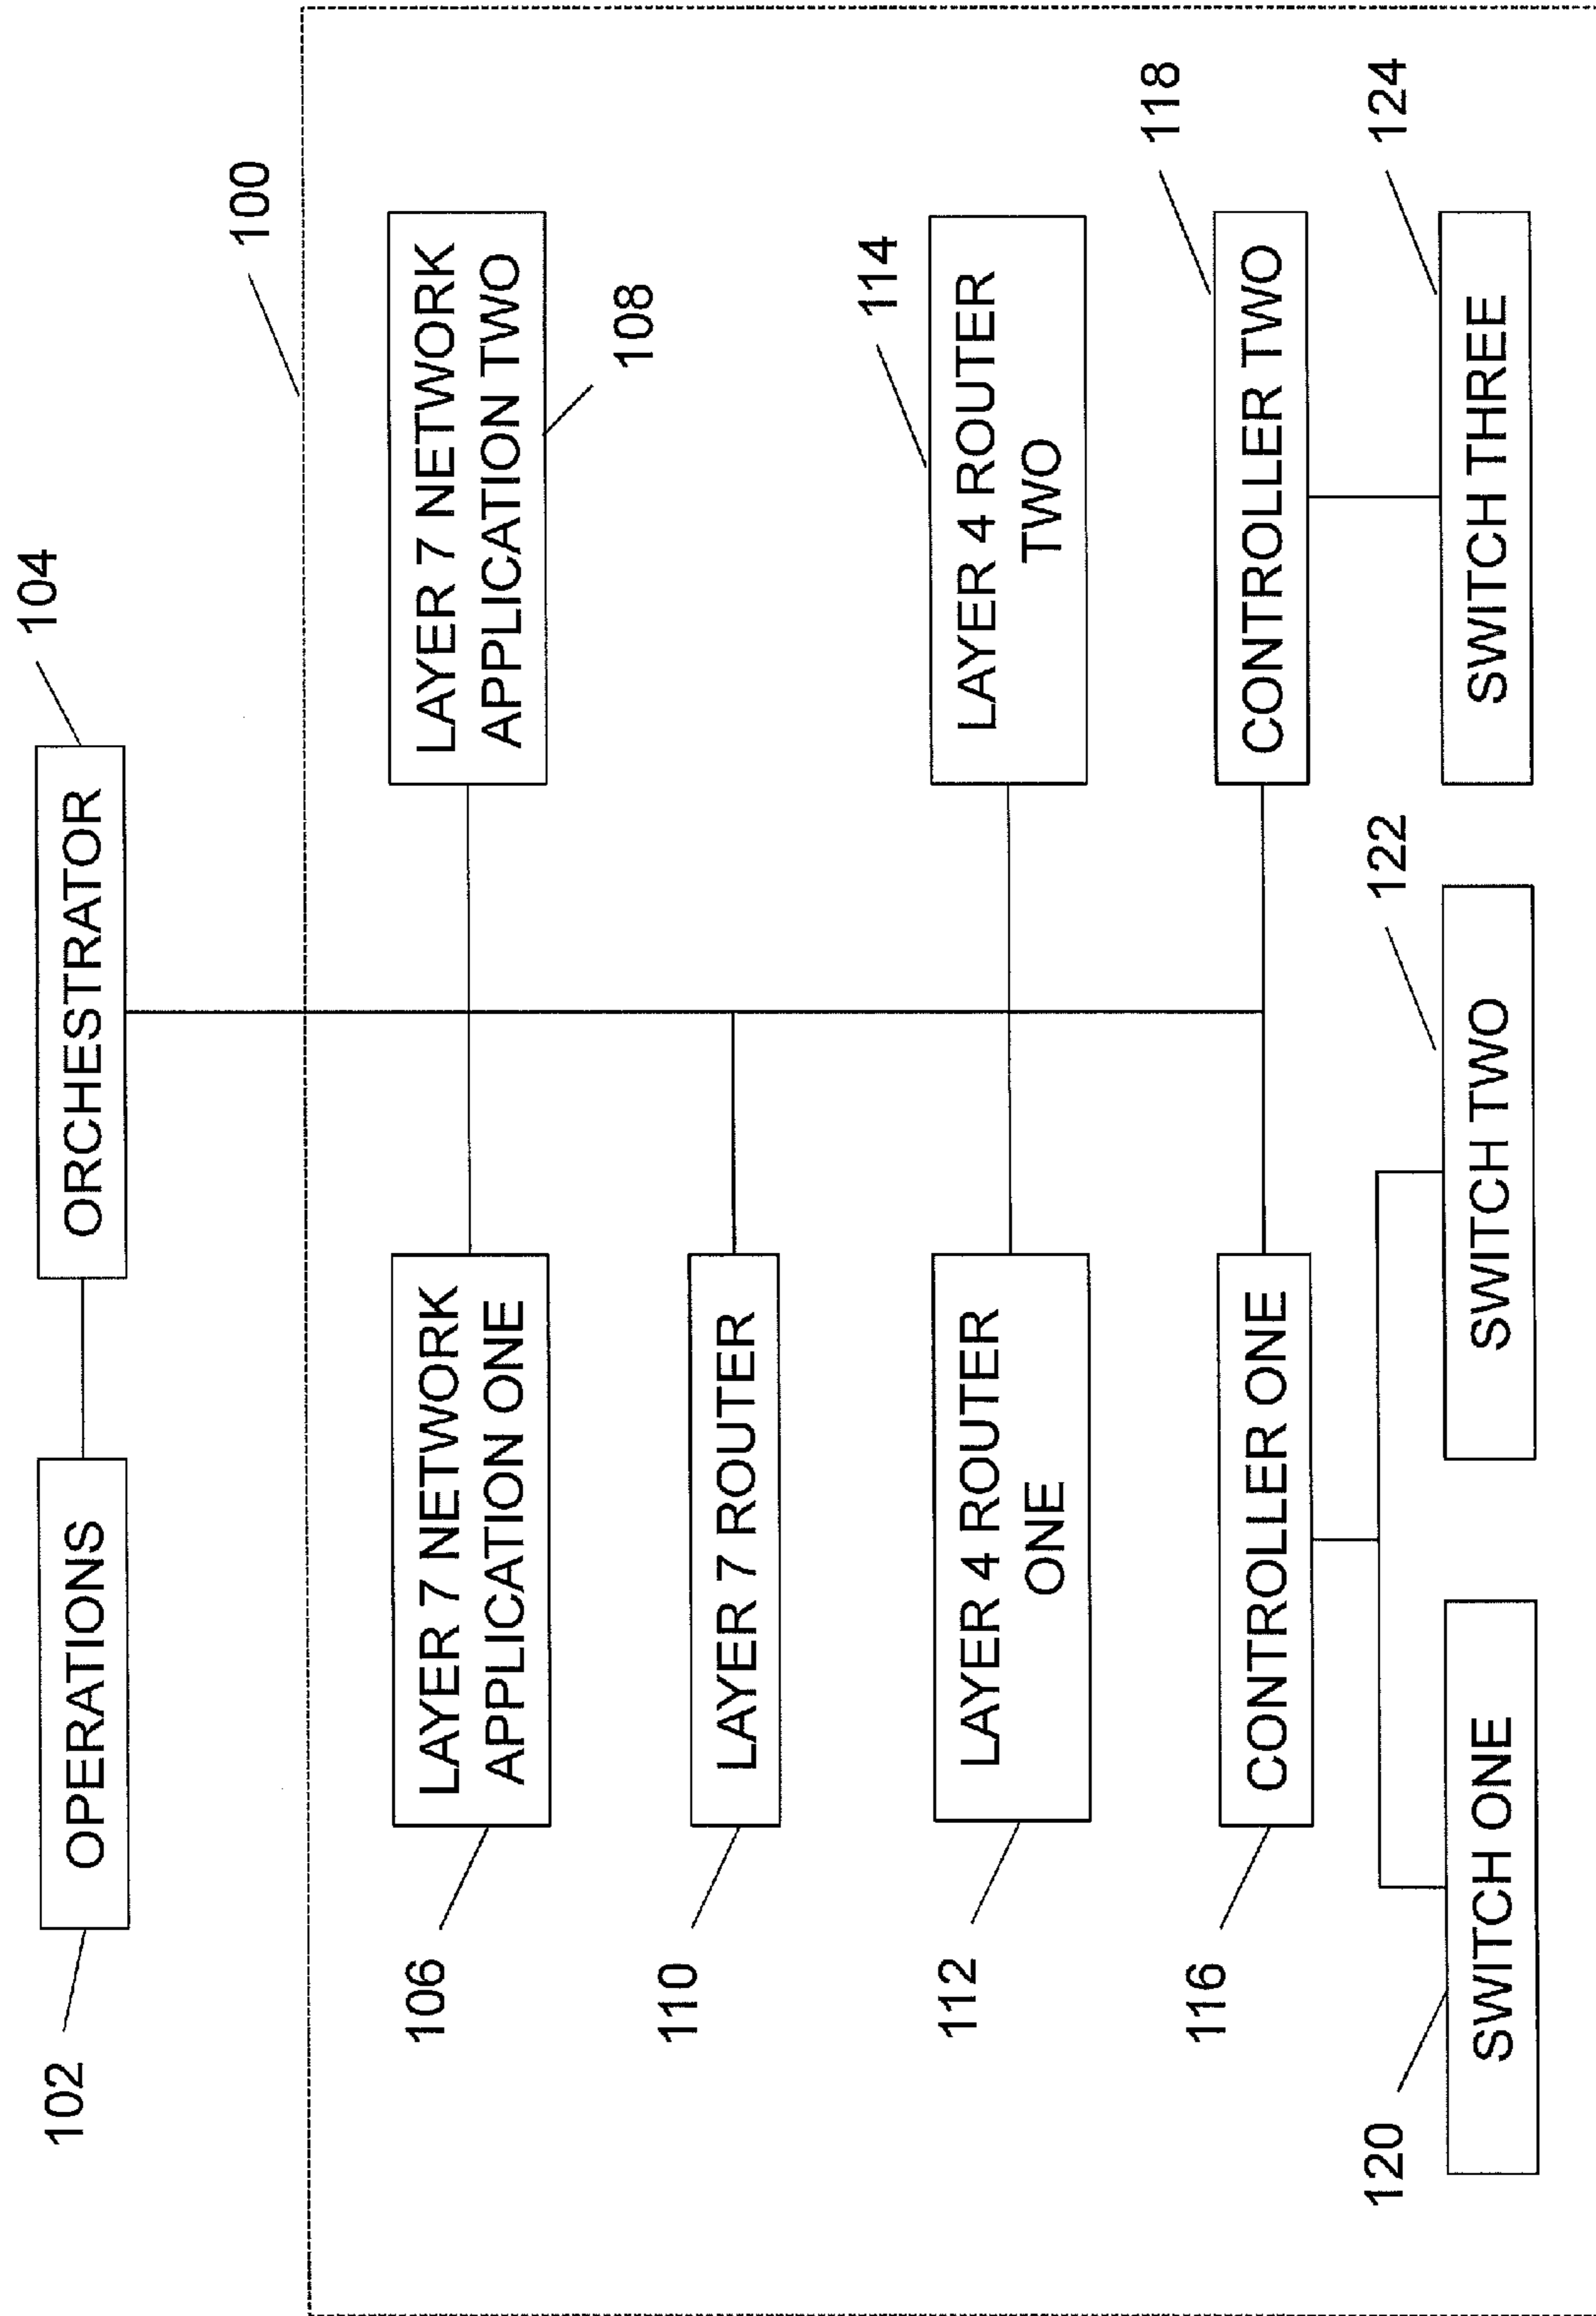 102
OPERATIONS
ORCHESTRATOR
104
100
106
LAYER 7 NETWORK
APPLICATION ONE
LAYER 7 NETWORK
APPLICATION TWO
108
110
LAYER 7 ROUTER
112
LAYER 4 ROUTER
ONE
LAYER 4 ROUTER
TWO
114
116
CONTROLLER ONE
CONTROLLER TWO
118
120
SWITCH ONE
SWITCH TWO
122
SWITCH THREE
124